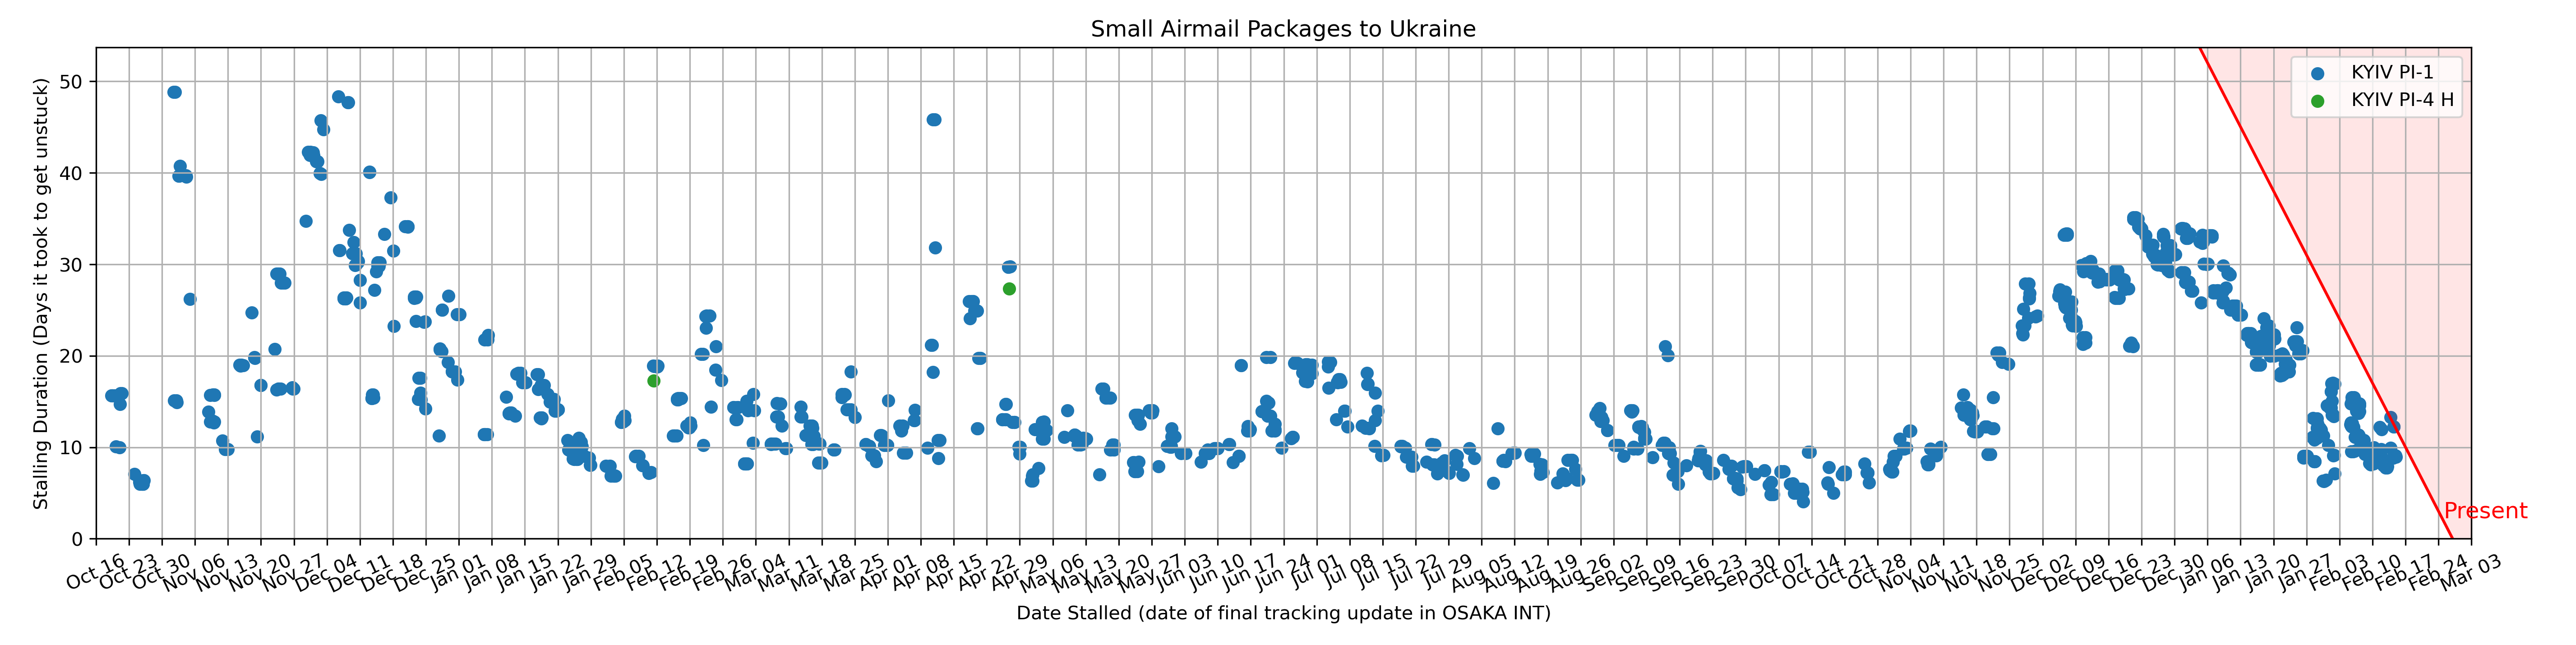 Small Airmail Packages to Ukraine
KYIV PI-1
KYIV PI-4 H
Present
Stalling Duration (Days it took to get unstuck)
50
40
30
20
10
0
Oct 16 Oct 23 Oct 30 Nov 06 Nov 13 Nov 20 Nov 27 Dec 04 Dec 11 Dec 18 Dec 25 Jan 01 Jan 08 Jan 15 Jan 22 Jan 29 Feb 05 Feb 12 Feb 19 Feb 26 Mar 04 Mar 11 Mar 18 Mar 25 Apr 01 Apr 08 Apr 15 Apr 22 Apr 29 May 06 May 13 May 20 May 27 Jun 03 Jun 10 Jun 17 Jun 24 Jul 01 Jul 08 Jul 15 Jul 22 Jul 29 Aug 05 Aug 12 Aug 19 Aug 26 Sep 02 Sep 09 Sep 16 Sep 23 Sep 30 Oct 07 Oct 14 Oct 21 Oct 28 Nov 04 Nov 11 Nov 18 Nov 25 Dec 02 Dec 09 Dec 16 Dec 23 Dec 30 Jan 06 Jan 13 Jan 20 Jan 27 Feb 03 Feb 10 Feb 17 Feb 24 Mar 03
Date Stalled (date of final tracking update in OSAKA INT)